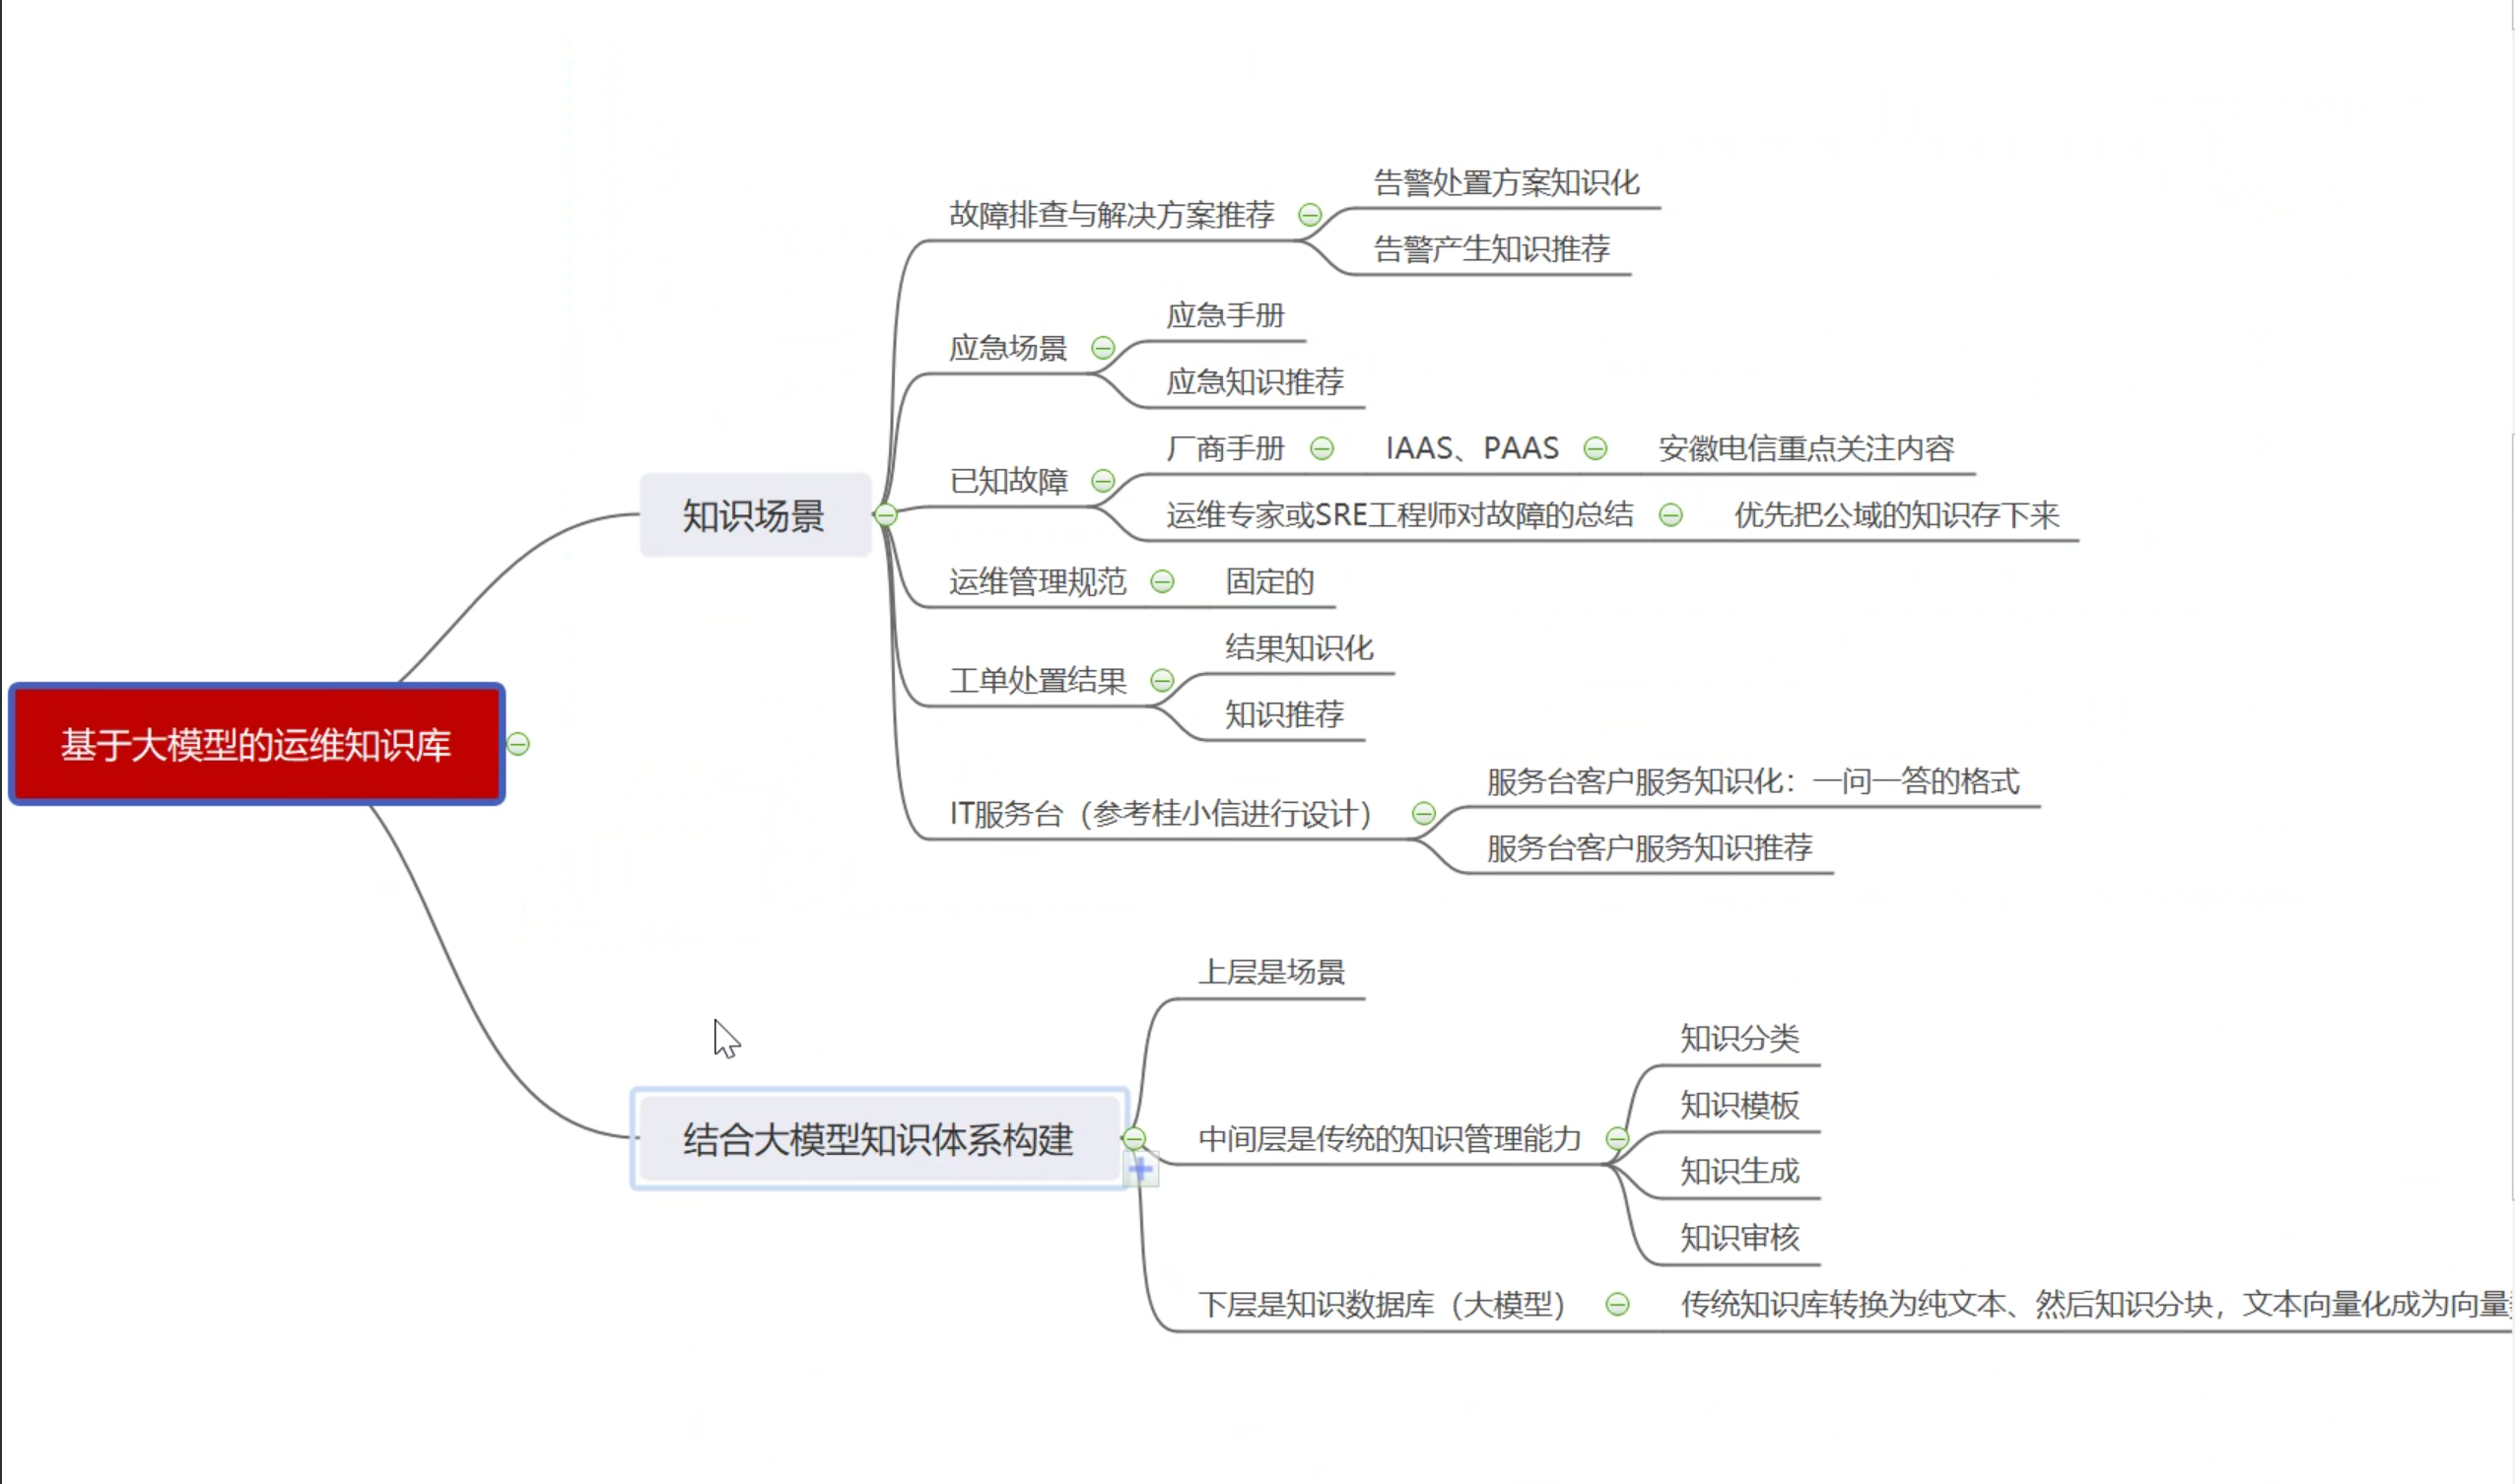 基于大模型的运维知识库
知识场景
故障排查与解决方案推荐
告警处置方案知识化
告警产生知识推荐
应急场景
应急手册
应急知识推荐
已知故障
厂商手册
IAAS、PAAS
安徽电信重点关注内容
运维专家或SRE工程师对故障的总结
优先把公域的知识存下来
运维管理规范
固定的
工单处置结果
结果知识化
知识推荐
IT服务台（参考桂小信进行设计）
服务台客户服务知识化：一问一答的格式
服务台客户服务知识推荐
结合大模型知识体系构建
上层是场景
中间层是传统的知识管理能力
知识分类
知识模板
知识生成
知识审核
下层是知识数据库（大模型）
传统知识库转换为纯文本、然后知识分块，文本向量化成为向量